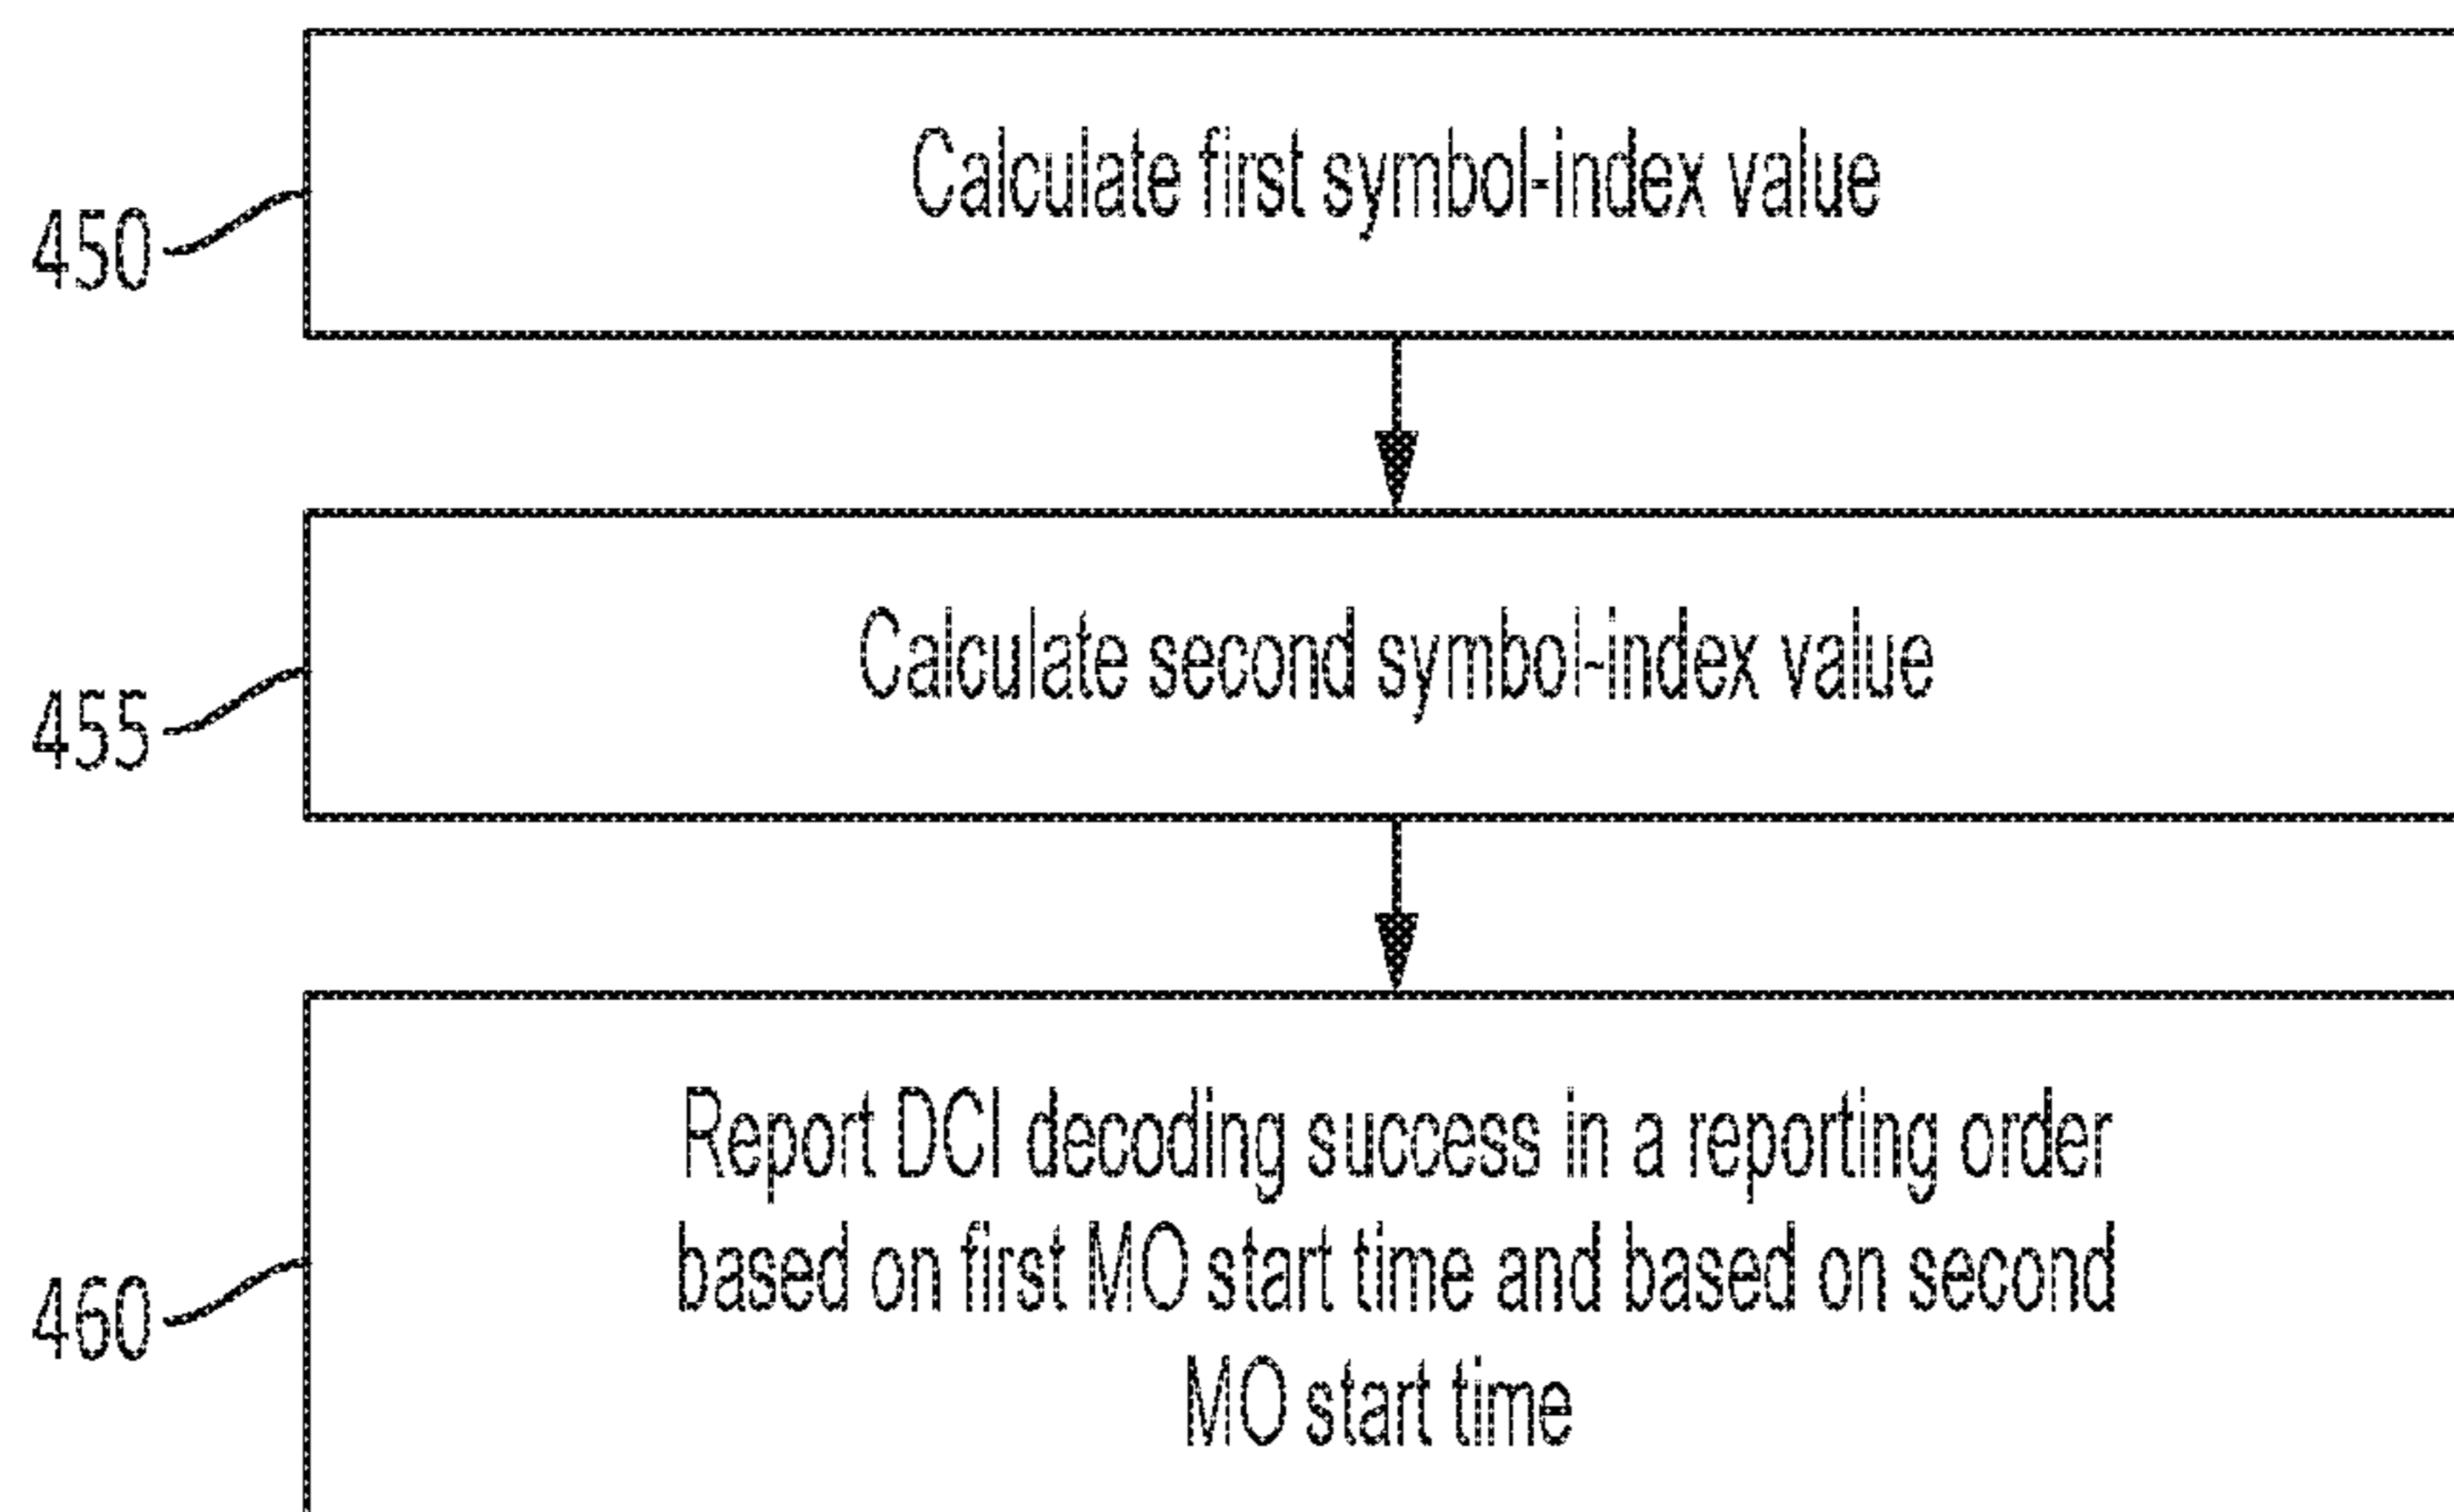 Calculate first symbol-index value
450
Calculate second symbol-index value
455
Report DCI decoding success in a reporting order
based on first MO start time and based on second
MO start time
460